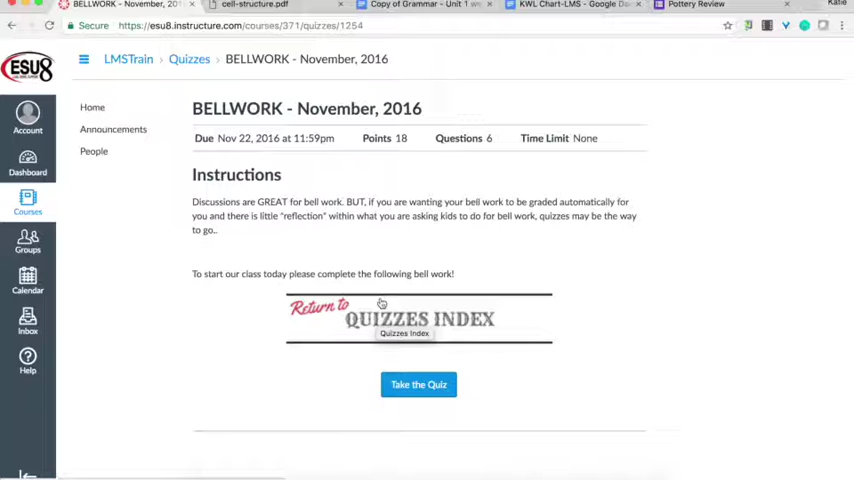 BELLWORK - November, 201
cell-structure.pdf
Copy of Grammar - Unit 1 w
KWL Chart-LMS - Google D
Pottery Review
Katie
Secure https://esu8.instructure.com/courses/371/quizzes/1254
ESU8
LMSTrain > Quizzes > BELLWORK - November, 2016
Account
Dashboard
Courses
Groups
Calendar
Inbox
Help
Home
Announcements
People
BELLWORK - November, 2016
Due Nov 22, 2016 at 11:59pm Points 18 Questions 6 Time Limit None
Instructions
Discussions are GREAT for bell work. BUT, if you are wanting your bell work to be graded automatically for
you and there is little "reflection" within what you are asking kids to do for bell work, quizzes may be the way
to go..
To start our class today please complete the following bell work!
Return to
QUIZZES INDEX
Quizzes Index
Take the Quiz